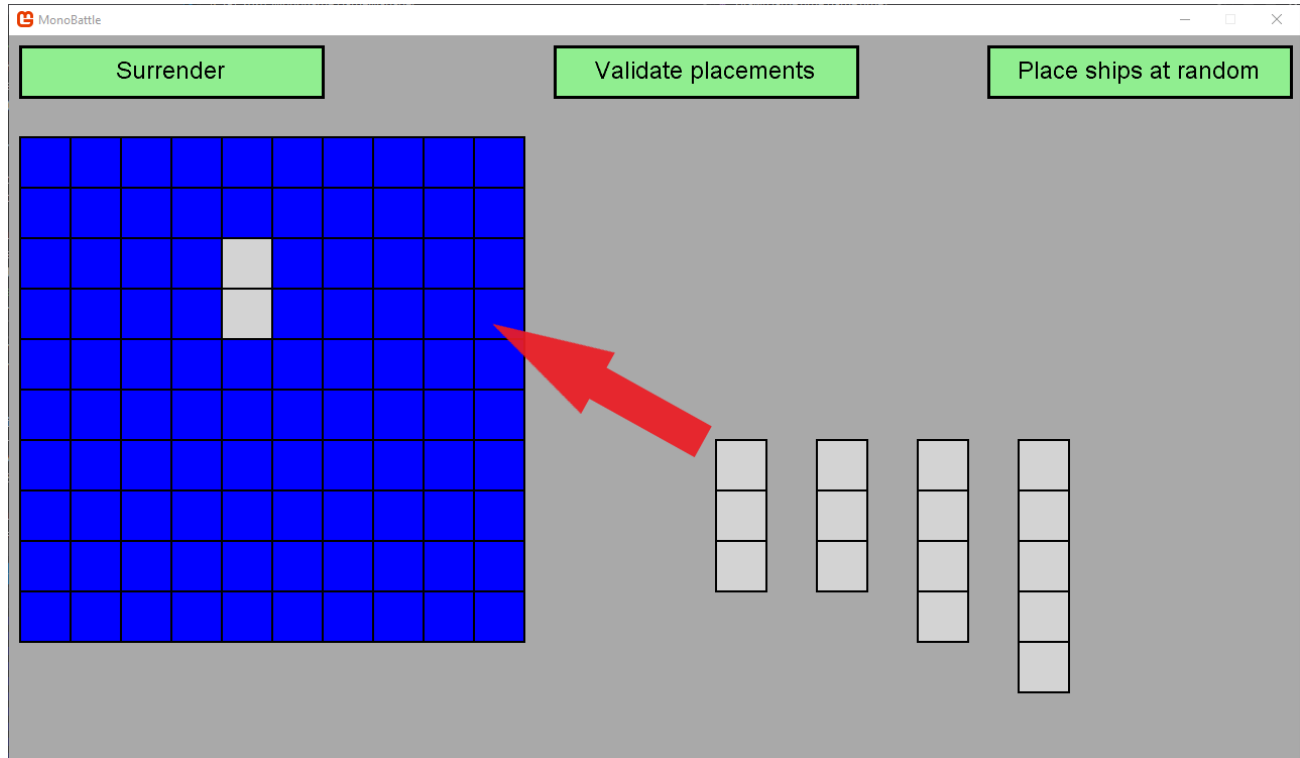 MonoBattle
Surrender
Validate placements
Place ships at random